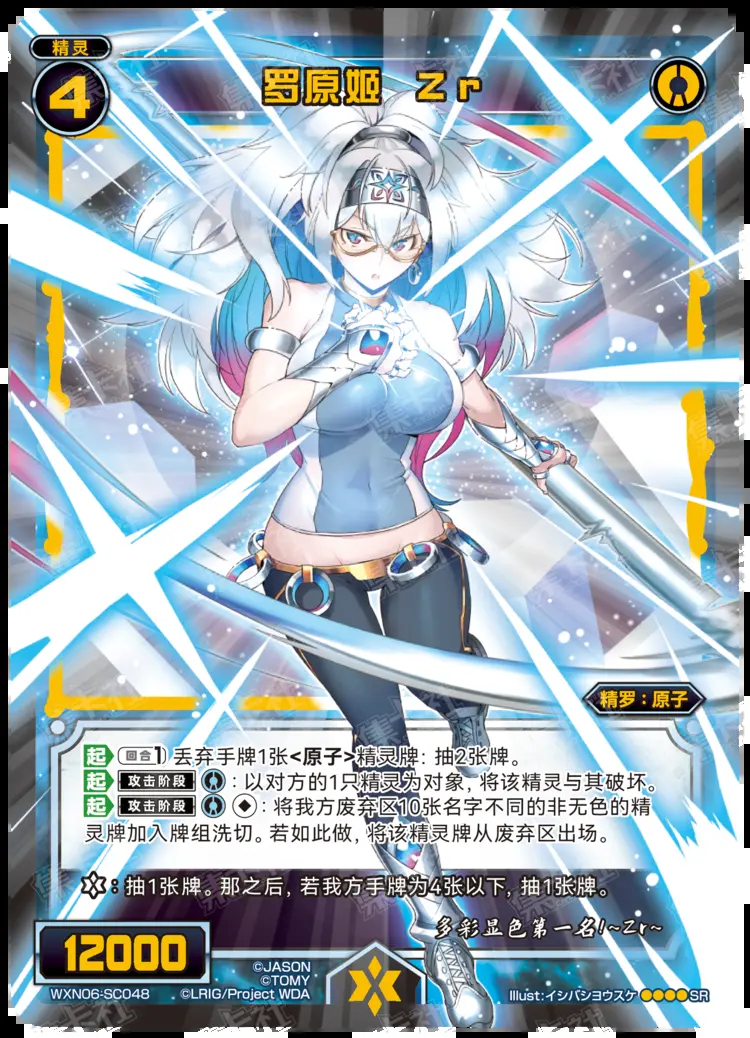 精灵
4
罗原姬 Zr
精罗：原子
起 回合1 丢弃手牌1张<原子>精灵牌：抽2张牌。
起 攻击阶段 ：以对方的1只精灵为对象，将该精灵与其破坏。
起 攻击阶段 ：将我方废弃区10张名字不同的非无色的精
灵牌加入牌组洗切。若如此做，将该精灵牌从废弃区出场。
：抽1张牌。那之后，若我方手牌为4张以下，抽1张牌。
多彩显色第一名!~Zr~
12000
©JASON
©TOMY
WXN06-SC048 ©LRIG/Project WDA
Illust:イシバシヨウスケ SR
集卡社